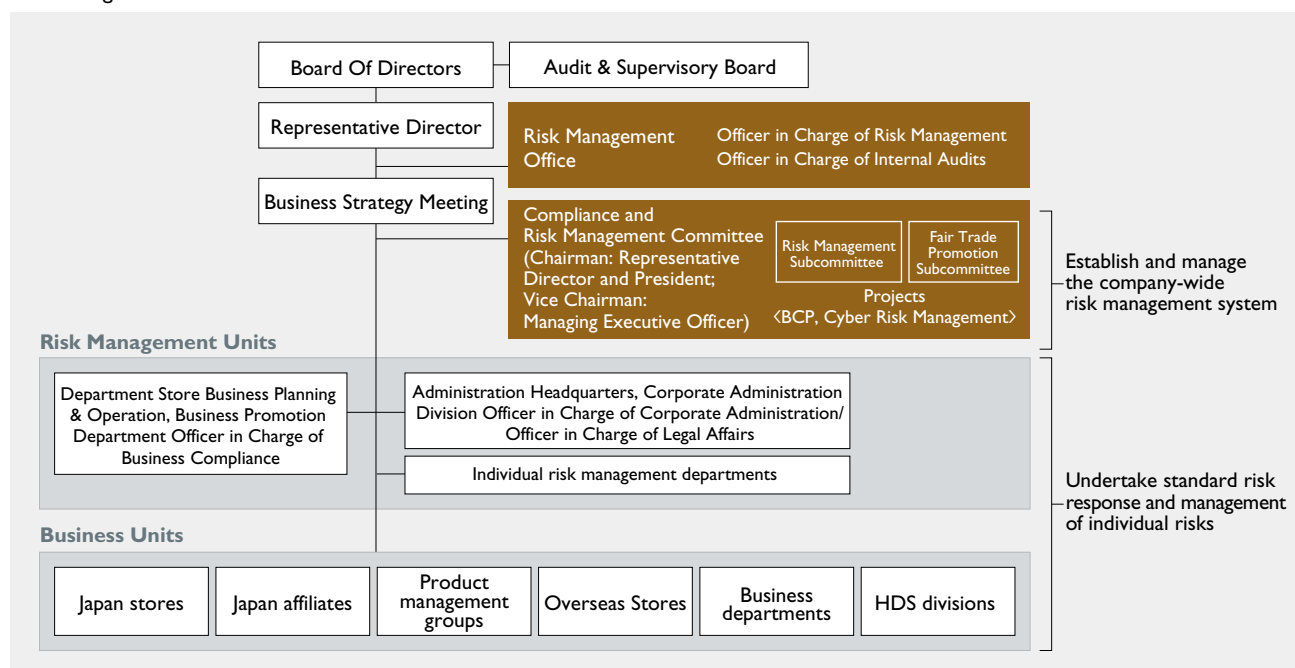 Board Of Directors
Audit & Supervisory Board
Representative Director
Risk Management
Office
Officer in Charge of Risk Management
Officer in Charge of Internal Audits
Business Strategy Meeting
Compliance and
Risk Management Committee
(Chairman: Representative
Director and President;
Vice Chairman:
Managing Executive Officer)
Risk Management
Subcommittee
Fair Trade
Promotion
Subcommittee
Projects
〈BCP, Cyber Risk Management〉
Establish and manage
the company-wide
risk management system
Risk Management Units
Department Store Business Planning
& Operation, Business Promotion
Department Officer in Charge of
Business Compliance
Administration Headquarters, Corporate Administration
Division Officer in Charge of Corporate Administration/
Officer in Charge of Legal Affairs
Individual risk management departments
Undertake standard risk
response and management
of individual risks
Business Units
Japan stores
Japan affiliates
Product
management
groups
Overseas Stores
Business
departments
HDS divisions